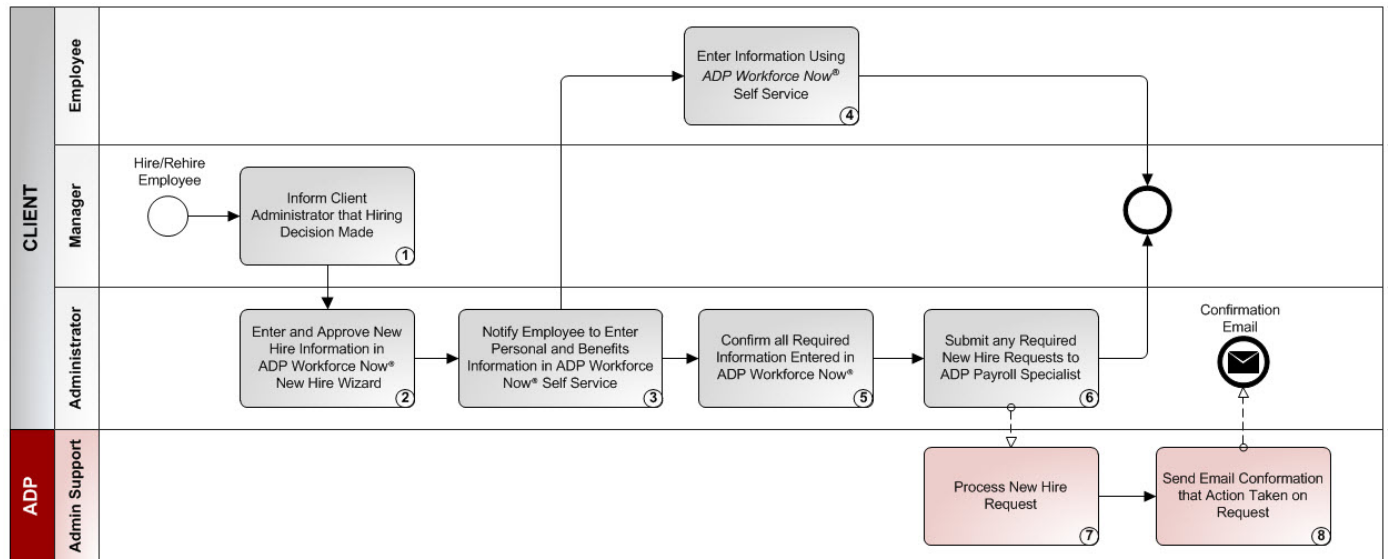 CLIENT
Employee
Enter Information Using
ADP Workforce Now®
Self Service
4
Manager
Hire/Rehire
Employee
Inform Client
Administrator that Hiring
Decision Made
1
Administrator
Enter and Approve New
Hire Information in
ADP Workforce Now®
New Hire Wizard
2
Notify Employee to Enter
Personal and Benefits
Information in ADP Workforce
Now® Self Service
3
Confirm all Required
Information Entered in
ADP Workforce Now®
5
Submit any Required
New Hire Requests to
ADP Payroll Specialist
6
Confirmation
Email
ADP
Admin Support
Process New Hire
Request
7
Send Email Conformation
that Action Taken on
Request
8